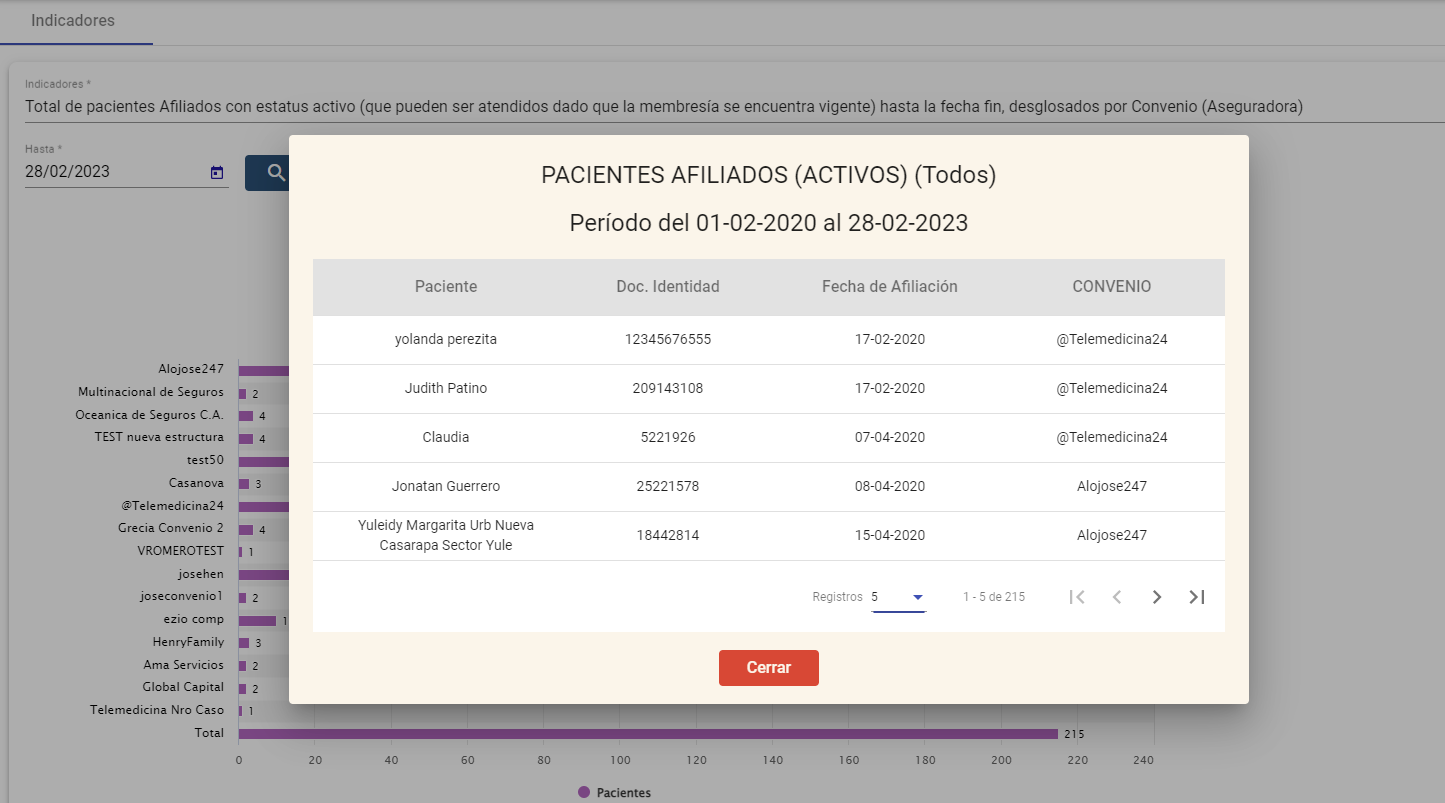 Indicadores
Indicadores *
Total de pacientes Afiliados con estatus activo (que pueden ser atendidos dado que la membresía se encuentra vigente) hasta la fecha fin, desglosados por Convenio (Aseguradora)
Hasta *
28/02/2023
PACIENTES AFILIADOS (ACTIVOS) (Todos)
Período del 01-02-2020 al 28-02-2023
Paciente Doc. Identidad Fecha de Afiliación CONVENIO
yolanda perezita 12345676555 17-02-2020 @Telemedicina24
Judith Patino 209143108 17-02-2020 @Telemedicina24
Claudia 5221926 07-04-2020 @Telemedicina24
Jonatan Guerrero 25221578 08-04-2020 Alojose247
Yuleidy Margarita Urb Nueva
Casarapa Sector Yule 18442814 15-04-2020 Alojose247
Registros 5 1 - 5 de 215
Cerrar
Alojose247
Multinacional de Seguros 2
Oceanica de Seguros C.A. 4
TEST nueva estructura 4
test50
Casanova 3
@Telemedicina24
Grecia Convenio 2 4
VROMEROTEST 1
josehen
joseconvenio1 2
ezio comp
HenryFamily 3
Ama Servicios 2
Global Capital 2
Telemedicina Nro Caso 1
Total 215
0 20 40 60 80 100 120 140 160 180 200 220 240
Pacientes